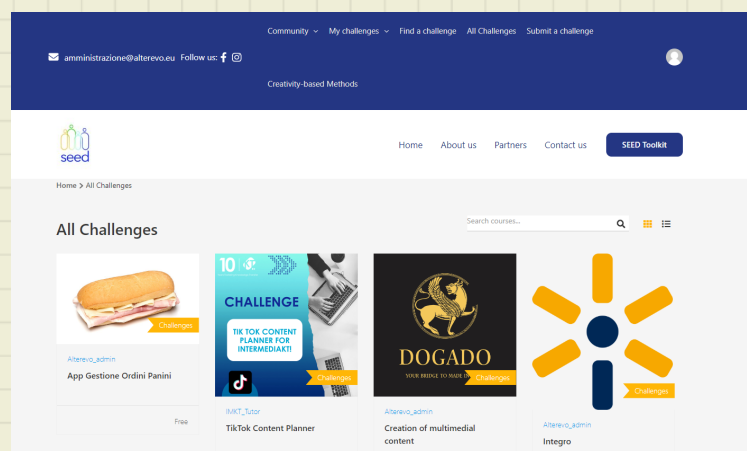 Community
My challenges
Find a challenge
All Challenges
Submit a challenge
amministrazione@alterevo.eu Follow us:
Creativity-based Methods
seed
Home
About us
Partners
Contact us
SEED Toolkit
Home > All Challenges
All Challenges
Search courses...
Challenges
Alterevo_admin
App Gestione Ordini Panini
Free
10
CHALLENGE
TIK TOK CONTENT
PLANNER FOR
INTERMEDIAKT!
Challenges
IMKT_Tutor
TikTok Content Planner
DOGADO
YOUR BRIDGE TO MADE
Challenges
Alterevo_admin
Creation of multimedial
content
Challenges
Alterevo_admin
Integro